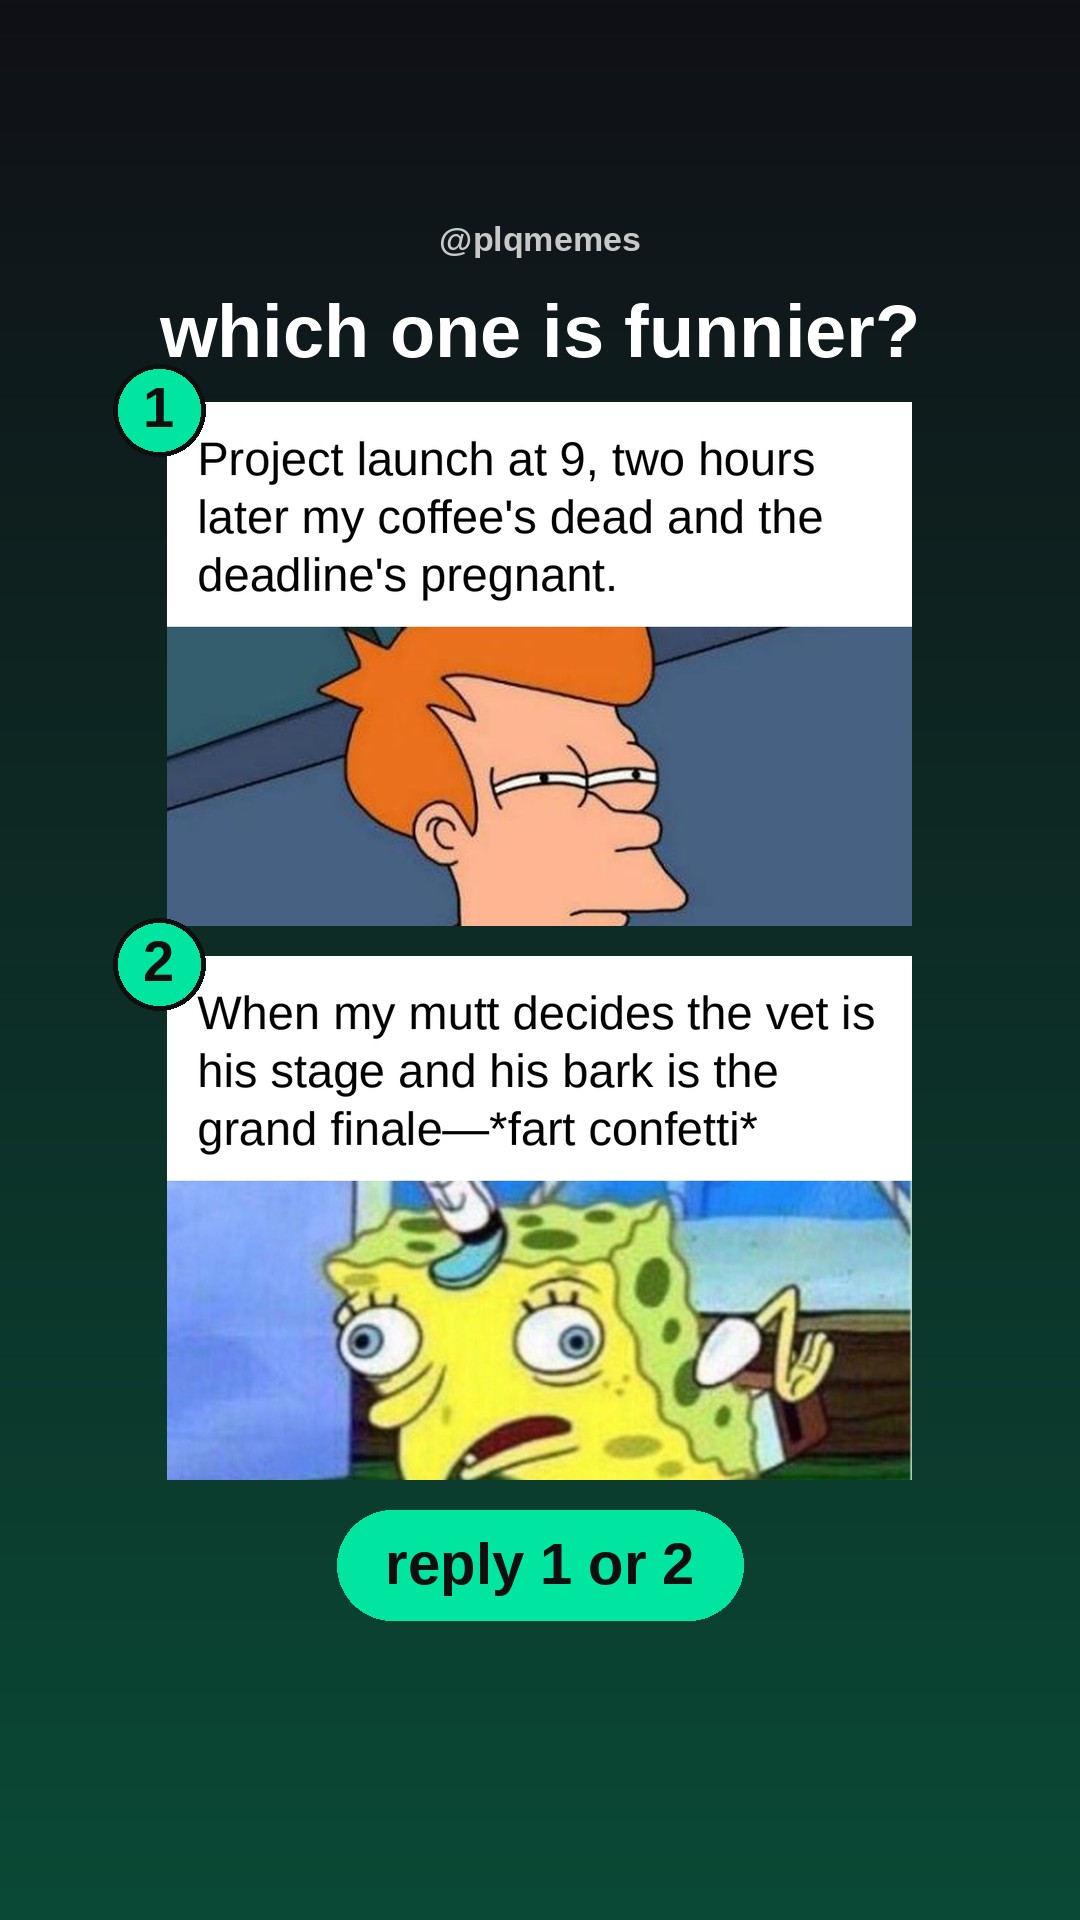 @plqmemes
which one is funnier?
1
Project launch at 9, two hours
later my coffee's dead and the
deadline's pregnant.
2
When my mutt decides the vet is
his stage and his bark is the
grand finale—*fart confetti*
reply 1 or 2